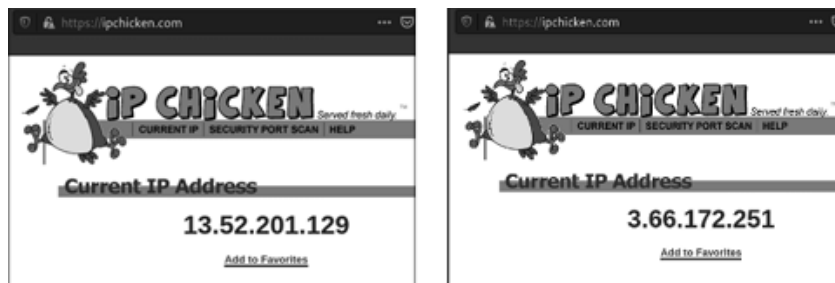 https://ipchicken.com
iP CHiCKEN
Served fresh daily.
™
CURRENT IP | SECURITY PORT SCAN | HELP
Current IP Address
13.52.201.129
Add to Favorites
https://ipchicken.com
iP CHiCKEN
Served fresh daily.
CURRENT IP | SECURITY PORT SCAN | HELP
Current IP Address
3.66.172.251
Add to Favorites